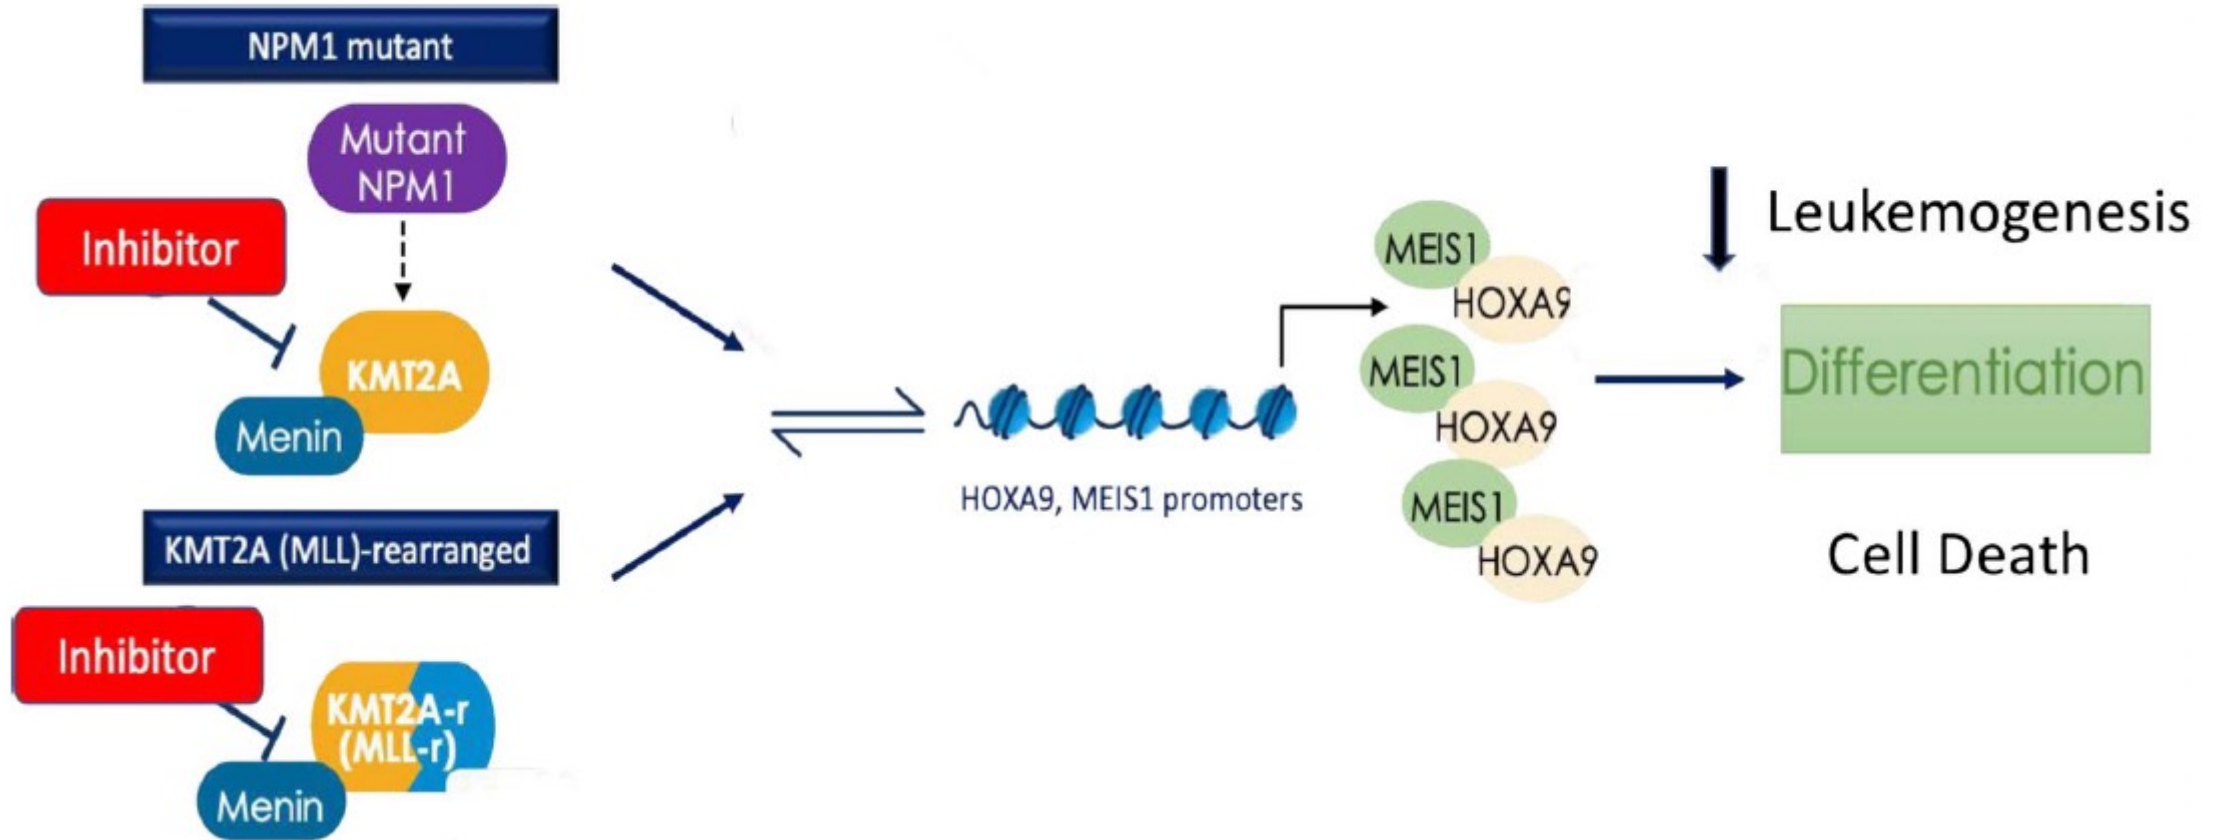 NPM1 mutant
Mutant
NPM1
Inhibitor
KMT2A
Menin
KMT2A (MLL)-rearranged
Inhibitor
KMT2A-r
(MLL-r)
Menin
HOXA9, MEIS1 promoters
MEIS1
HOXA9
MEIS1
HOXA9
MEIS1
HOXA9
Leukemogenesis
Differentiation
Cell Death